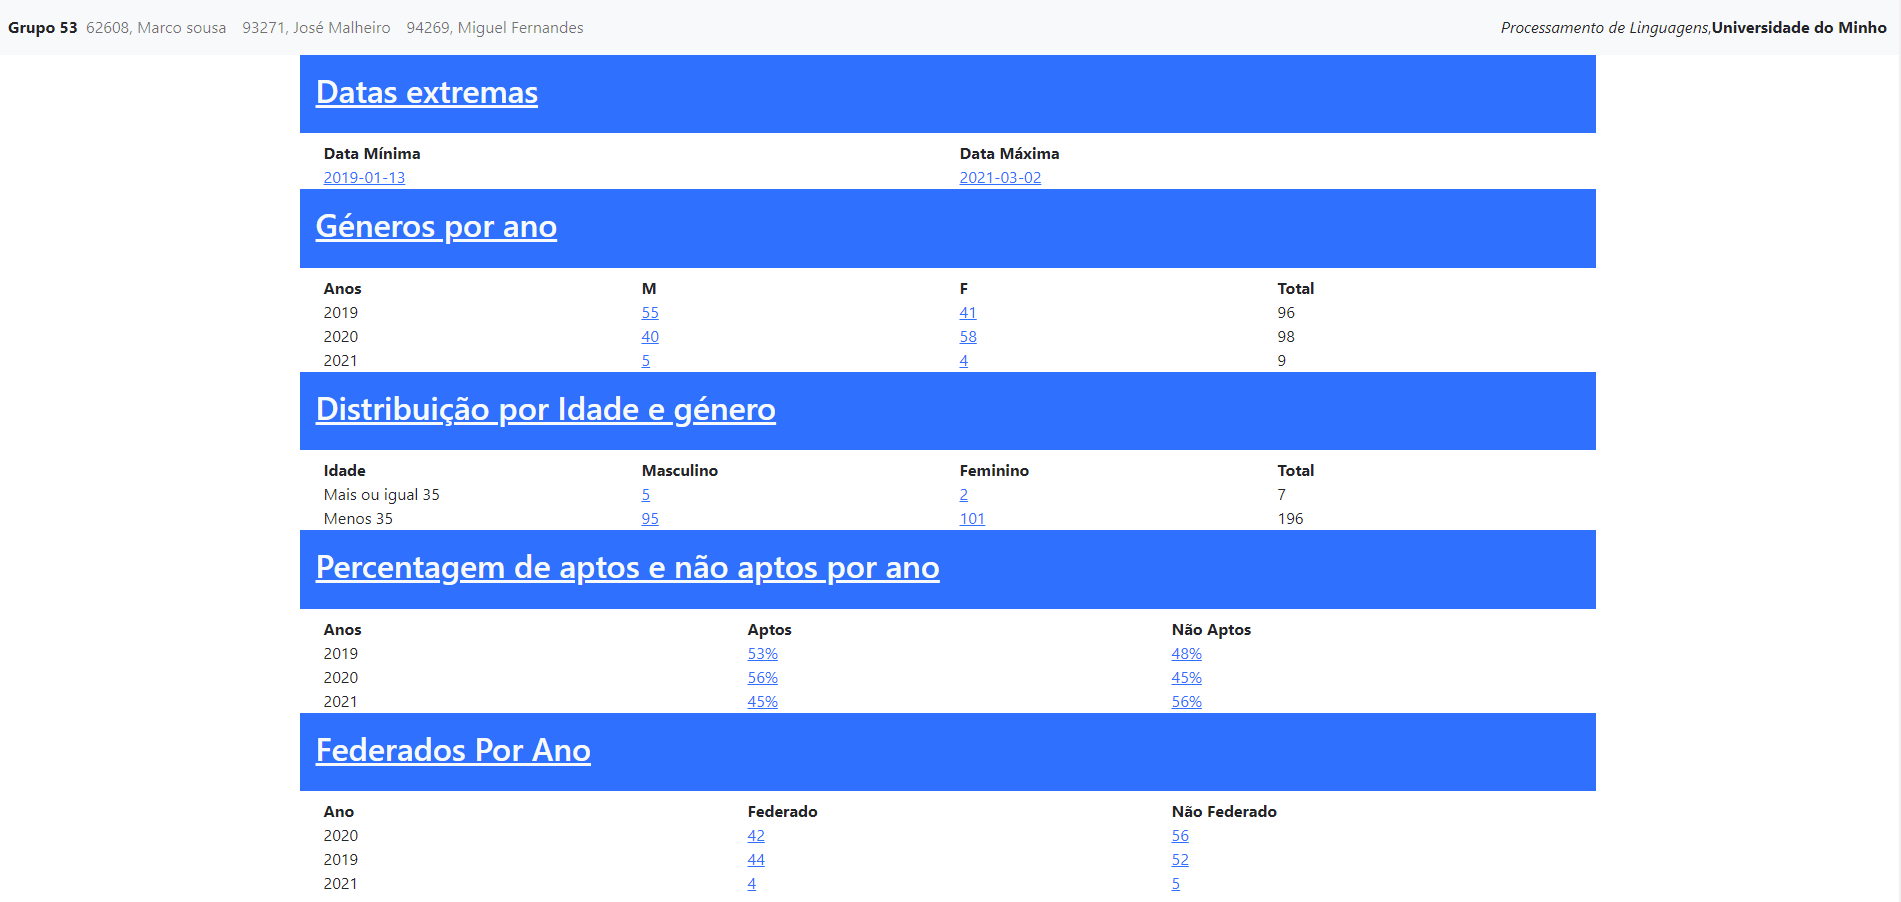 Grupo 53 62608, Marco sousa 93271, José Malheiro 94269, Miguel Fernandes Processamento de Linguagens,Universidade do Minho
Datas extremas
Data Mínima Data Máxima
2019-01-13 2021-03-02
Géneros por ano
Anos M F Total
2019 55 41 96
2020 40 58 98
2021 5 4 9
Distribuição por Idade e género
Idade Masculino Feminino Total
Mais ou igual 35 5 2 7
Menos 35 95 101 196
Percentagem de aptos e não aptos por ano
Anos Aptos Não Aptos
2019 53% 48%
2020 56% 45%
2021 45% 56%
Federados Por Ano
Ano Federado Não Federado
2020 42 56
2019 44 52
2021 4 5